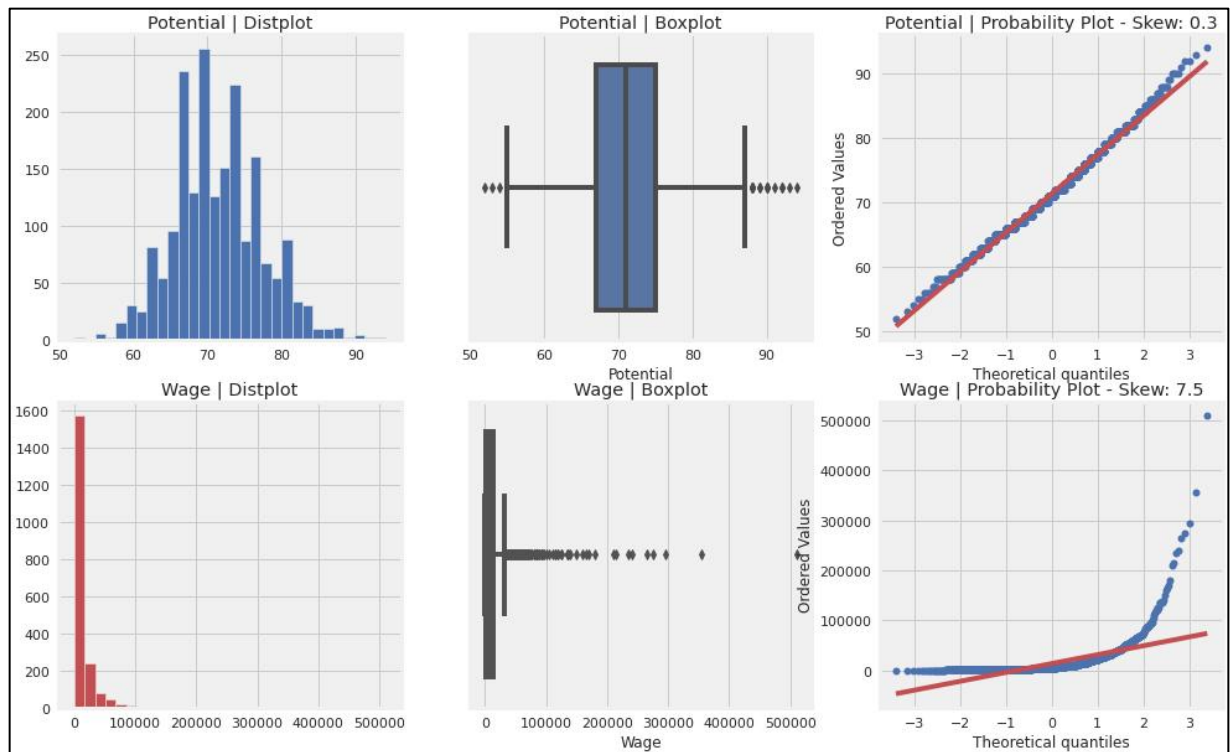 Potential | Distplot
250
200
150
100
50
0
50 60 70 80 90
Potential | Boxplot
50 60 70 80 90
Potential
Potential | Probability Plot - Skew: 0.3
Ordered Values
90
80
70
60
50
−3 −2 −1 0 1 2 3
Theoretical quantiles
Wage | Distplot
1600
1400
1200
1000
800
600
400
200
0
0 100000 200000 300000 400000 500000
Wage | Boxplot
0 100000 200000 300000 400000 500000
Wage
Wage | Probability Plot - Skew: 7.5
Ordered Values
500000
400000
300000
200000
100000
0
−3 −2 −1 0 1 2 3
Theoretical quantiles